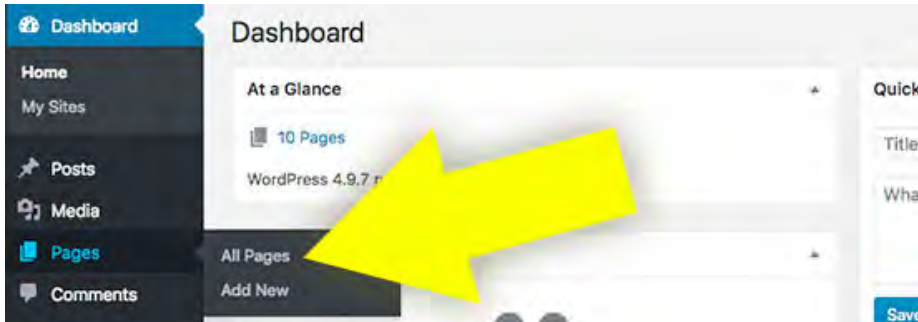 Dashboard
Home
My Sites
Posts
Media
Pages
Comments
All Pages
Add New
Dashboard
At a Glance
10 Pages
WordPress 4.9.7
Quick
Title
Wha
Save